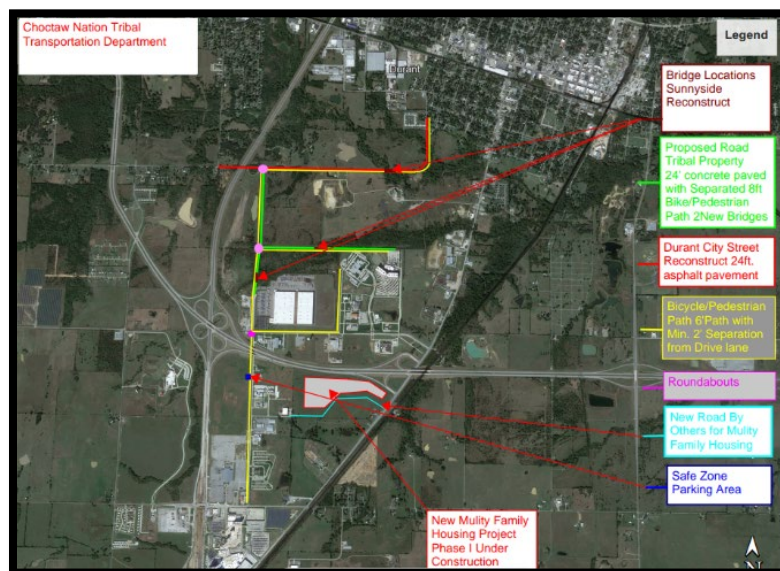 Choctaw Nation Tribal
Transportation Department
Legend
Durant
Bridge Locations
Sunnyside
Reconstruct
Proposed Road
Tribal Property
24' concrete paved
with Separated 8ft
Bike/Pedestrian
Path 2New Bridges
Durant City Street
Reconstruct 24ft.
asphalt pavement
Bicycle/Pedestrian
Path 6'Path with
Min. 2' Separation
from Drive lane
Roundabouts
New Road By
Others for Mulity
Family Housing
Safe Zone
Parking Area
New Mulity Family
Housing Project
Phase I Under
Construction
N